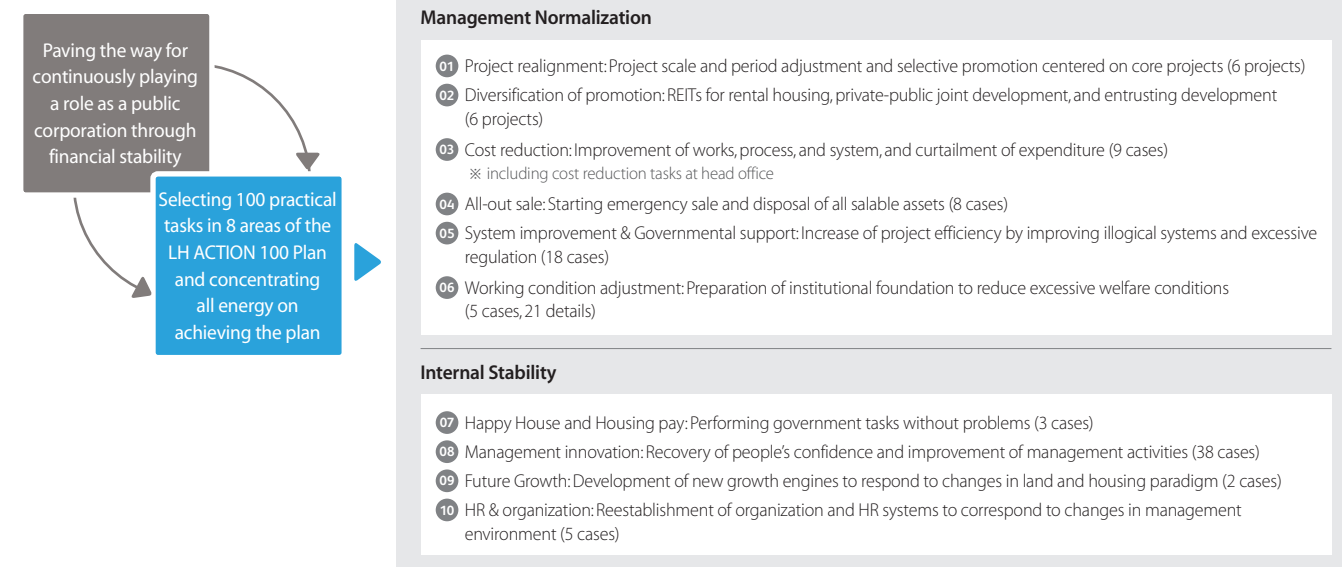 Paving the way for
continuously playing
a role as a public
corporation through
financial stability
Selecting 100 practical
tasks in 8 areas of the
LH ACTION 100 Plan
and concentrating
all energy on
achieving the plan
Management Normalization
01 Project realignment: Project scale and period adjustment and selective promotion centered on core projects (6 projects)
02 Diversification of promotion: REITs for rental housing, private-public joint development, and entrusting development
(6 projects)
03 Cost reduction: Improvement of works, process, and system, and curtailment of expenditure (9 cases)
※ including cost reduction tasks at head office
04 All-out sale: Starting emergency sale and disposal of all salable assets (8 cases)
05 System improvement & Governmental support: Increase of project efficiency by improving illogical systems and excessive
regulation (18 cases)
06 Working condition adjustment: Preparation of institutional foundation to reduce excessive welfare conditions
(5 cases, 21 details)
Internal Stability
07 Happy House and Housing pay: Performing government tasks without problems (3 cases)
08 Management innovation: Recovery of people's confidence and improvement of management activities (38 cases)
09 Future Growth: Development of new growth engines to respond to changes in land and housing paradigm (2 cases)
10 HR & organization: Reestablishment of organization and HR systems to correspond to changes in management
environment (5 cases)